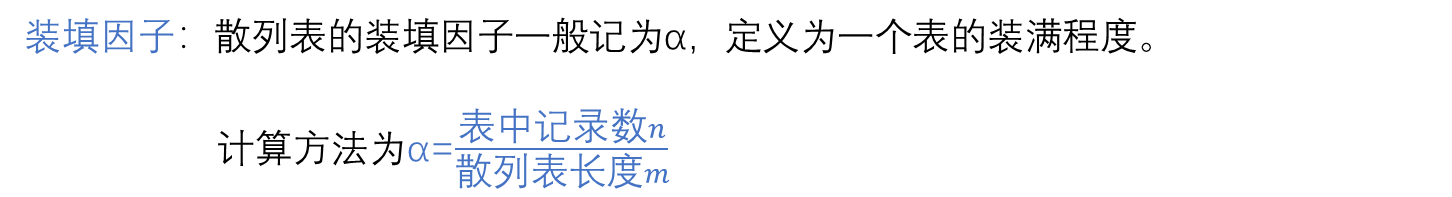 装填因子：散列表的装填因子一般记为α，定义为一个表的装满程度。
计算方法为α=表中记录数n/散列表长度m